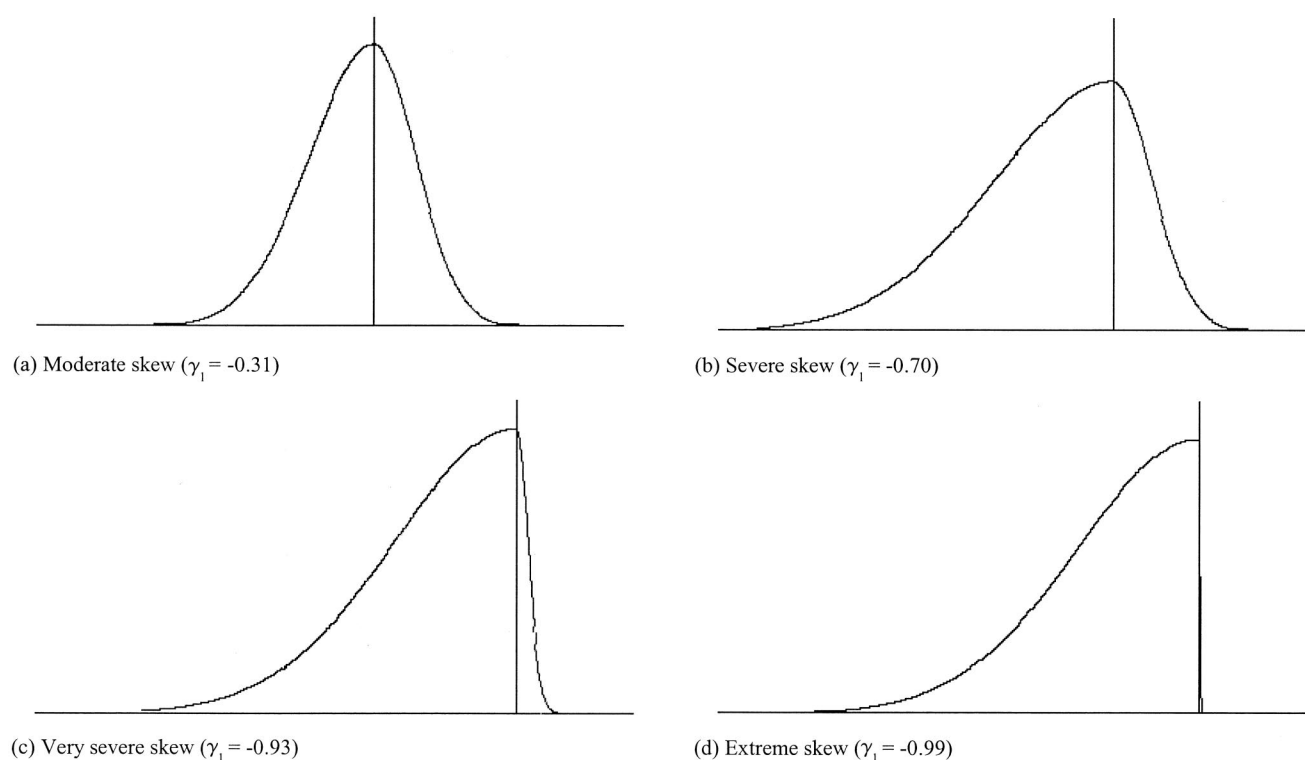 (a) Moderate skew (γ₁ = -0.31)
(b) Severe skew (γ₁ = -0.70)
(c) Very severe skew (γ₁ = -0.93)
(d) Extreme skew (γ₁ = -0.99)